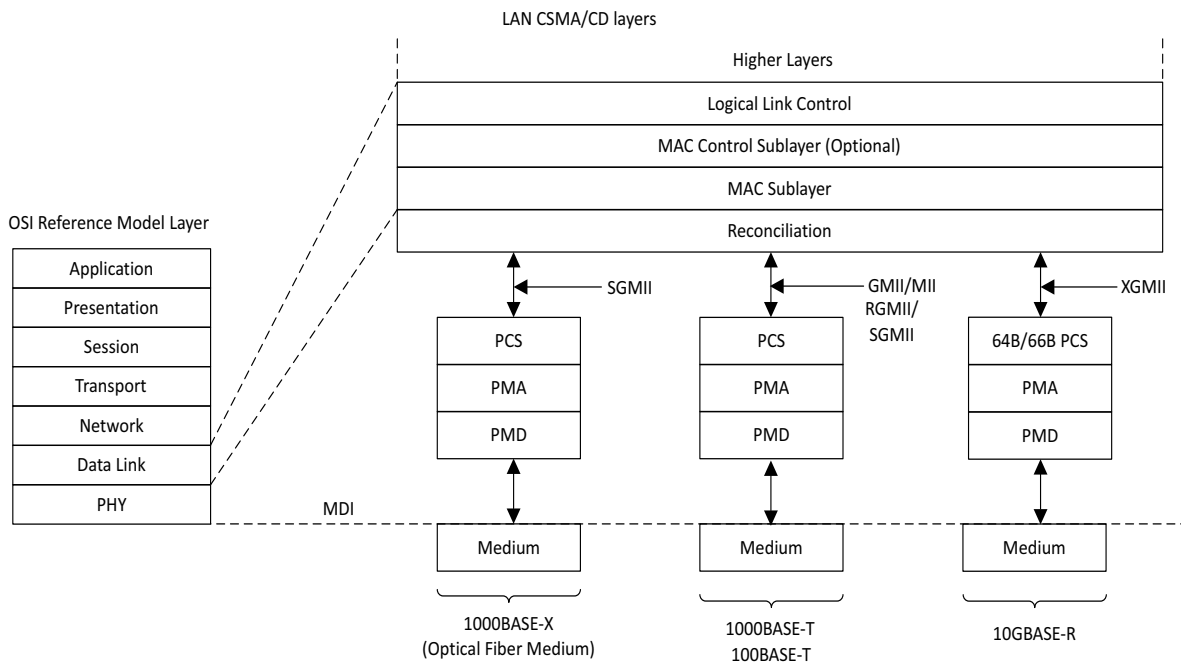 LAN CSMA/CD layers
Higher Layers
Logical Link Control
MAC Control Sublayer (Optional)
MAC Sublayer
Reconciliation
OSI Reference Model Layer
Application
Presentation
Session
Transport
Network
Data Link
PHY
MDI
SGMII
PCS
PMA
PMD
Medium
1000BASE-X
(Optical Fiber Medium)
GMII/MII
RGMII/
SGMII
PCS
PMA
PMD
Medium
1000BASE-T
100BASE-T
XGMII
64B/66B PCS
PMA
PMD
Medium
10GBASE-R